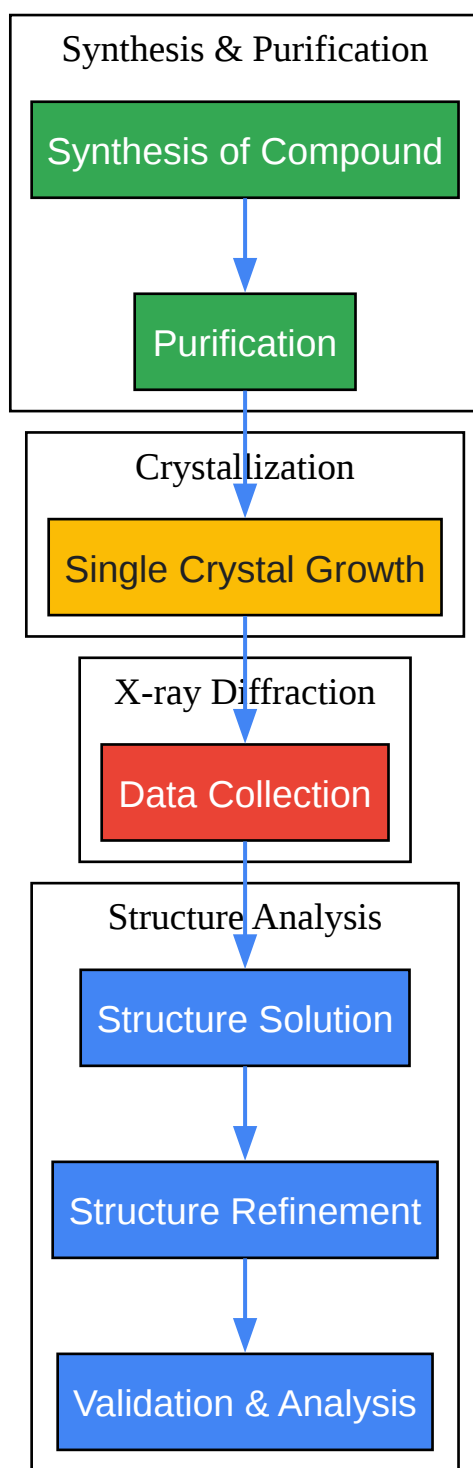 Synthesis & Purification
Synthesis of Compound
Purification
Crystallization
Single Crystal Growth
X-ray Diffraction
Data Collection
Structure Analysis
Structure Solution
Structure Refinement
Validation & Analysis